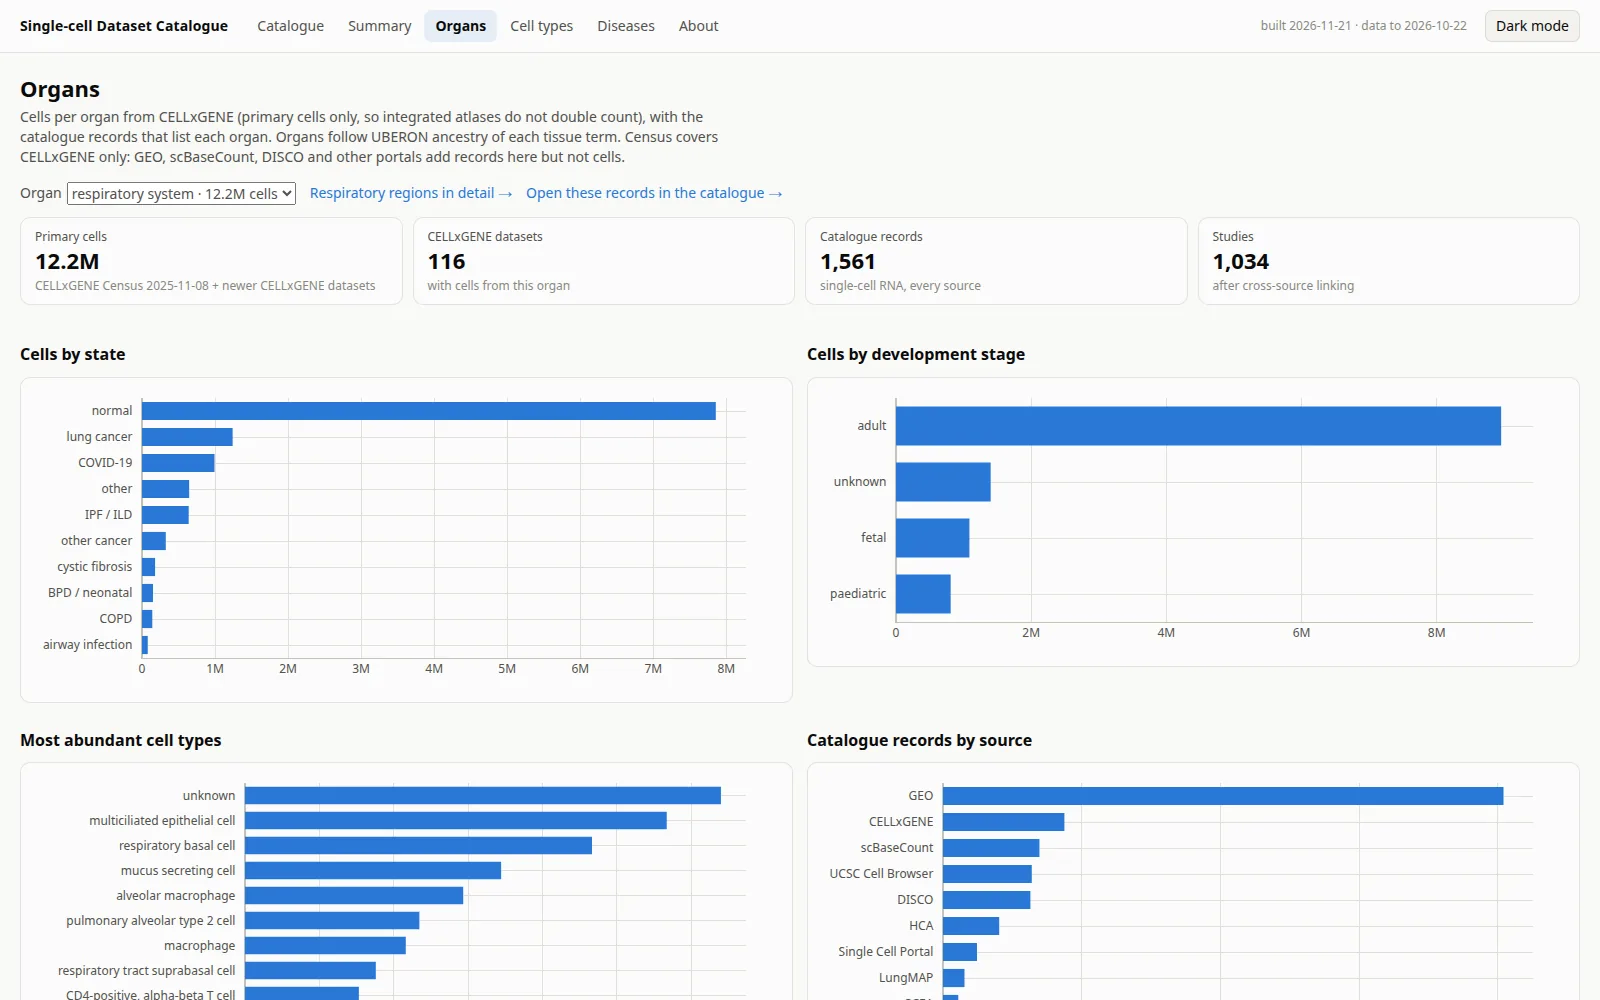 Single-cell Dataset Catalogue
Catalogue
Summary
Organs
Cell types
Diseases
About
built 2026-11-21 · data to 2026-10-22
Dark mode
Organs
Cells per organ from CELLxGENE (primary cells only, so integrated atlases do not double count), with the
catalogue records that list each organ. Organs follow UBERON ancestry of each tissue term. Census covers
CELLxGENE only: GEO, scBaseCount, DISCO and other portals add records here but not cells.
Organ
respiratory system · 12.2M cells
Respiratory regions in detail →
Open these records in the catalogue →
Primary cells
12.2M
CELLxGENE Census 2025-11-08 + newer CELLxGENE datasets
CELLxGENE datasets
116
with cells from this organ
Catalogue records
1,561
single-cell RNA, every source
Studies
1,034
after cross-source linking
Cells by state
normal
lung cancer
COVID-19
other
IPF / ILD
other cancer
cystic fibrosis
BPD / neonatal
COPD
airway infection
0 1M 2M 3M 4M 5M 6M 7M 8M
Cells by development stage
adult
unknown
fetal
paediatric
0 2M 4M 6M 8M
Most abundant cell types
unknown
multiciliated epithelial cell
respiratory basal cell
mucus secreting cell
alveolar macrophage
pulmonary alveolar type 2 cell
macrophage
respiratory tract suprabasal cell
CD4-positive, alpha-beta T cell
Catalogue records by source
GEO
CELLxGENE
scBaseCount
UCSC Cell Browser
DISCO
HCA
Single Cell Portal
LungMAP